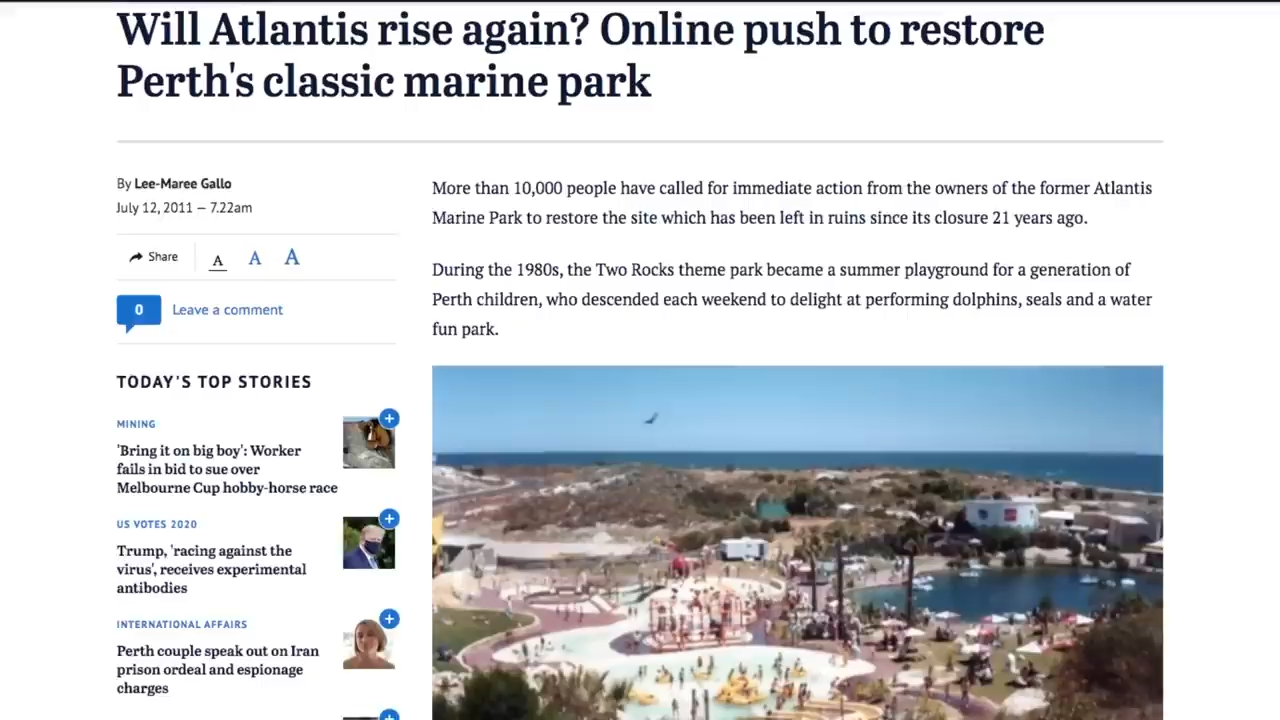 Will Atlantis rise again? Online push to restore
Perth's classic marine park
By Lee-Maree Gallo
July 12, 2011 — 7.22am
Share
A
A
A
0
Leave a comment
More than 10,000 people have called for immediate action from the owners of the former Atlantis
Marine Park to restore the site which has been left in ruins since its closure 21 years ago.
During the 1980s, the Two Rocks theme park became a summer playground for a generation of
Perth children, who descended each weekend to delight at performing dolphins, seals and a water
fun park.
TODAY'S TOP STORIES
MINING
'Bring it on big boy': Worker
fails in bid to sue over
Melbourne Cup hobby-horse race
US VOTES 2020
Trump, 'racing against the
virus', receives experimental
antibodies
INTERNATIONAL AFFAIRS
Perth couple speak out on Iran
prison ordeal and espionage
charges